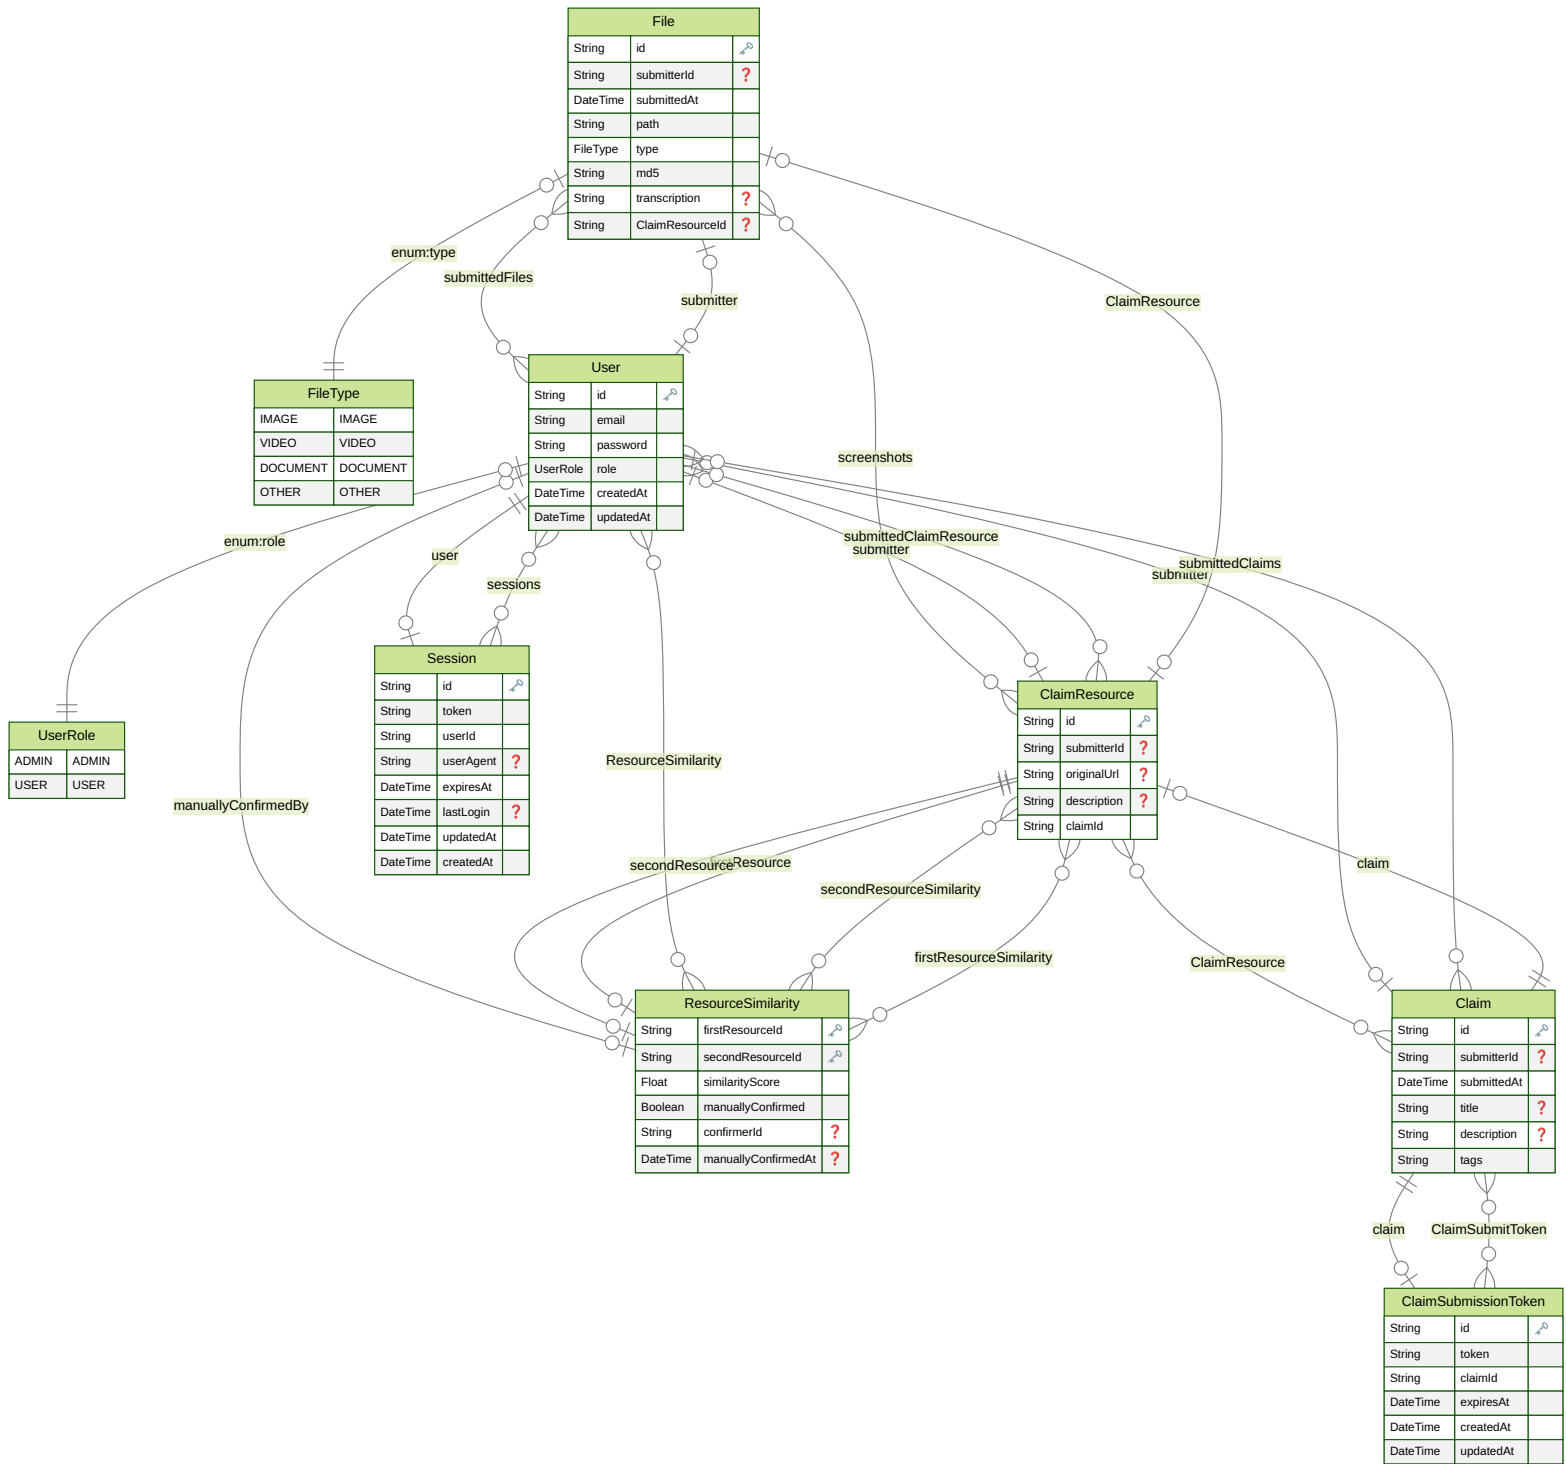 File
String id 🗝️
String submitterId ❓
DateTime submittedAt
String path
FileType type
String md5
String transcription ❓
String ClaimResourceId ❓
enum:type
submittedFiles
submitter
ClaimResource
screenshots
FileType
IMAGE IMAGE
VIDEO VIDEO
DOCUMENT DOCUMENT
OTHER OTHER
User
String id 🗝️
String email
String password
UserRole role
DateTime createdAt
DateTime updatedAt
enum:role
user
sessions
submittedClaimResource
submitter
submittedClaims
submitter
Session
String id 🗝️
String token
String userId
String userAgent ❓
DateTime expiresAt
DateTime lastLogin ❓
DateTime updatedAt
DateTime createdAt
UserRole
ADMIN ADMIN
USER USER
manuallyConfirmedBy
ResourceSimilarity
ClaimResource
String id 🗝️
String submitterId ❓
String originalUrl ❓
String description ❓
String claimId
secondResource
firstResource
secondResourceSimilarity
firstResourceSimilarity
claim
ClaimResource
ResourceSimilarity
String firstResourceId 🗝️
String secondResourceId 🗝️
Float similarityScore
Boolean manuallyConfirmed
String confirmerId ❓
DateTime manuallyConfirmedAt ❓
Claim
String id 🗝️
String submitterId ❓
DateTime submittedAt
String title ❓
String description ❓
String tags
claim
ClaimSubmitToken
ClaimSubmissionToken
String id 🗝️
String token
String claimId
DateTime expiresAt
DateTime createdAt
DateTime updatedAt